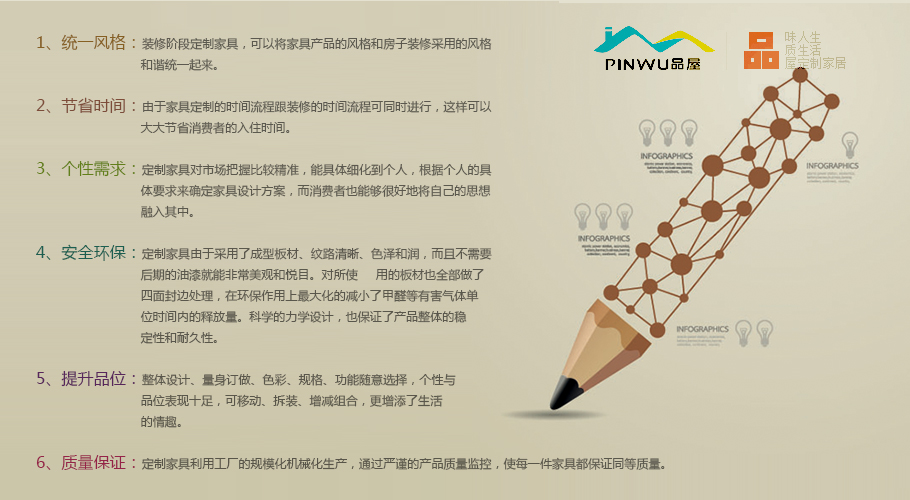 1、统一风格：装修阶段定制家具，可以将家具产品的风格和房子装修采用的风格
和谐统一起来。
2、节省时间：由于家具定制的时间流程跟装修的时间流程可同时进行，这样可以
大大节省消费者的入住时间。
3、个性需求：定制家具对市场把握比较精准，能具体细化到个人，根据个人的具
体要求来确定家具设计方案，而消费者也能够很好地将自己的思想
融入其中。
4、安全环保：定制家具由于采用了成型板材、纹路清晰、色泽和润，而且不需要
后期的油漆就能非常美观和悦目。对所使 用的板材也全部做了
四面封边处理，在环保作用上最大化的减小了甲醛等有害气体单
位时间内的释放量。科学的力学设计，也保证了产品整体的稳
定性和耐久性。
5、提升品位：整体设计、量身订做、色彩、规格、功能随意选择，个性与
品位表现十足，可移动、拆装、增减组合，更增添了生活
的情趣。
6、质量保证：定制家具利用工厂的规模化机械化生产，通过严谨的产品质量监控，使每一件家具都保证同等质量。
PINWU品屋
味人生
质生活
屋定制家居
INFOGRAPHICS
INFOGRAPHICS
INFOGRAPHICS
INFOGRAPHICS